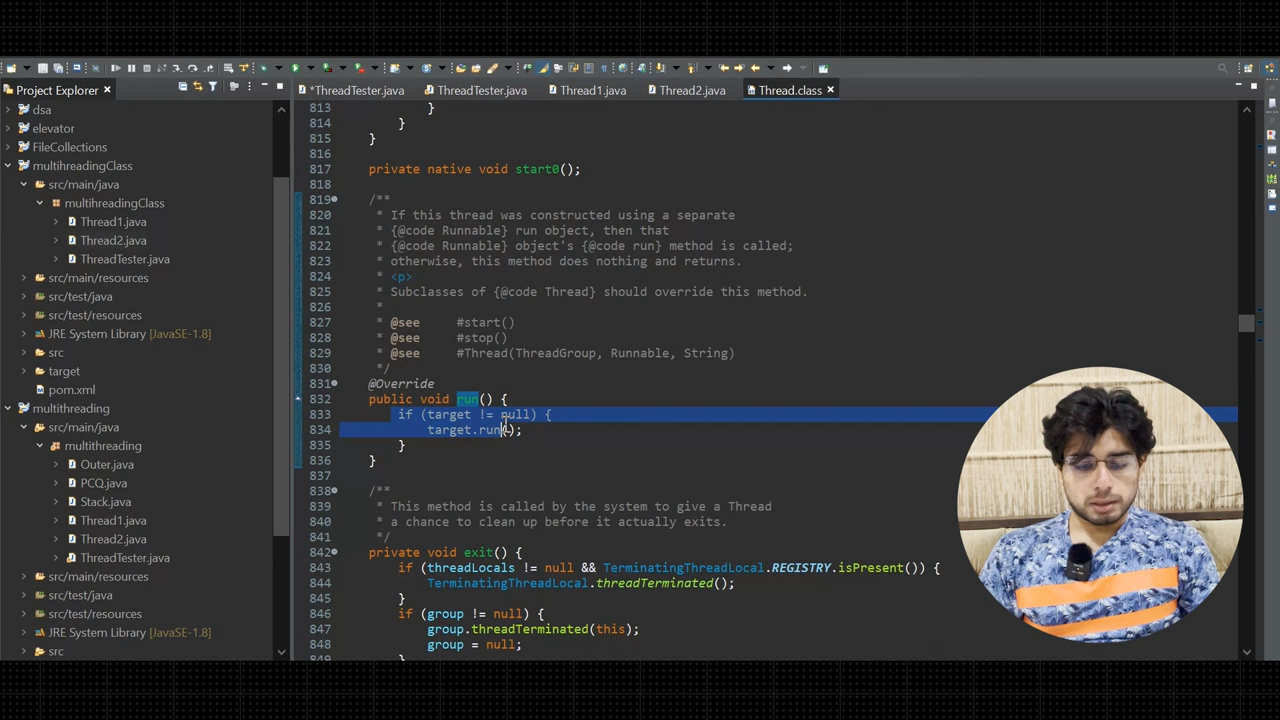 Project Explorer
dsa
elevator
FileCollections
multithreadingClass
src/main/java
multithreadingClass
Thread1.java
Thread2.java
ThreadTester.java
src/main/resources
src/test/java
src/test/resources
JRE System Library [JavaSE-1.8]
src
target
pom.xml
multithreading
src/main/java
multithreading
Outer.java
PCQ.java
Stack.java
Thread1.java
Thread2.java
ThreadTester.java
src/main/resources
src/test/java
src/test/resources
JRE System Library [JavaSE-1.8]
src
*ThreadTester.java ThreadTester.java Thread1.java Thread2.java Thread.class
813 }
814 }
815 }
816
817 private native void start0();
818
819 /**
820 * If this thread was constructed using a separate
821 * {@code Runnable} run object, then that
822 * {@code Runnable} object's {@code run} method is called;
823 * otherwise, this method does nothing and returns.
824 * <p>
825 * Subclasses of {@code Thread} should override this method.
826 *
827 * @see #start()
828 * @see #stop()
829 * @see #Thread(ThreadGroup, Runnable, String)
830 */
831 @Override
832 public void run() {
833 if (target != null) {
834 target.run();
835 }
836 }
837
838 /**
839 * This method is called by the system to give a Thread
840 * a chance to clean up before it actually exits.
841 */
842 private void exit() {
843 if (threadLocals != null && TerminatingThreadLocal.REGISTRY.isPresent()) {
844 TerminatingThreadLocal.threadTerminated();
845 }
846 if (group != null) {
847 group.threadTerminated(this);
848 group = null;
849 }